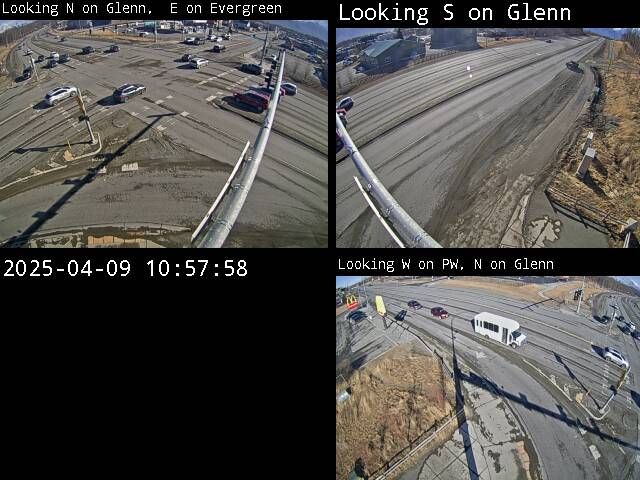 Looking N on Glenn, E on Evergreen
Looking S on Glenn
2025-04-09 10:57:58
Looking W on PW, N on Glenn